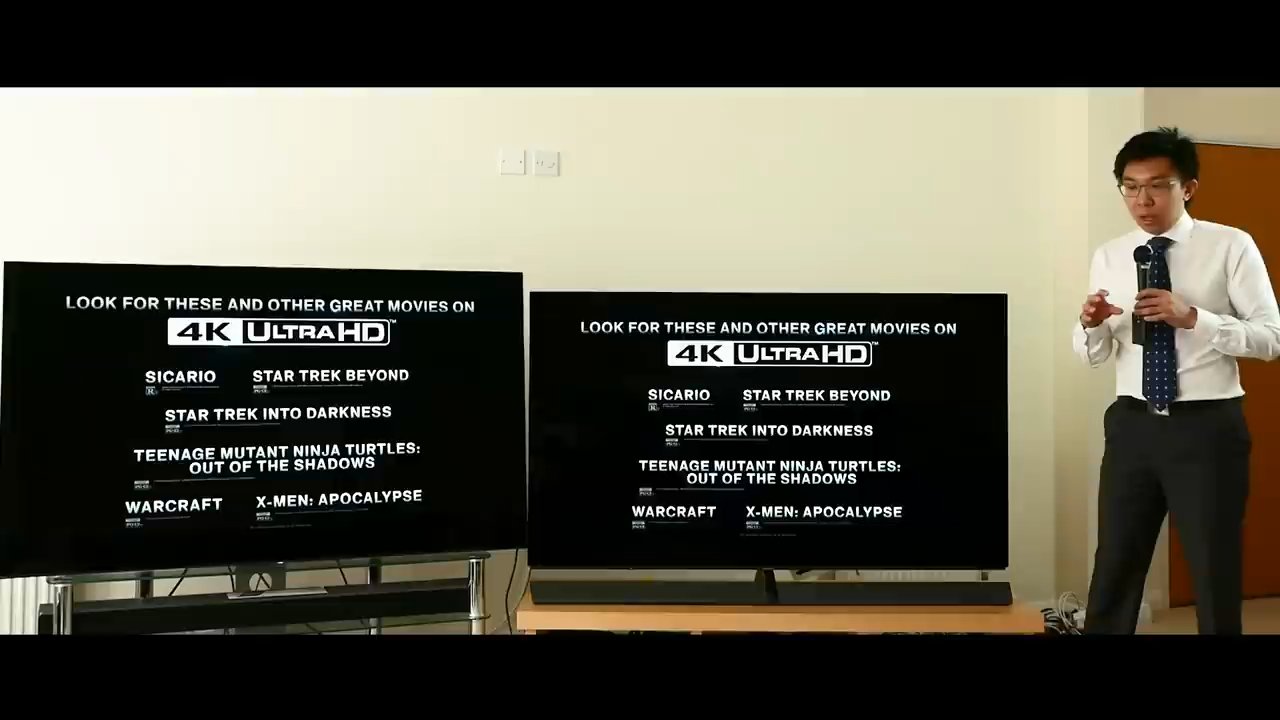 LOOK FOR THESE AND OTHER GREAT MOVIES ON
4K ULTRA HD™
SICARIO STAR TREK BEYOND
R
STAR TREK INTO DARKNESS
TEENAGE MUTANT NINJA TURTLES:
OUT OF THE SHADOWS
WARCRAFT X-MEN: APOCALYPSE
LOOK FOR THESE AND OTHER GREAT MOVIES ON
4K ULTRA HD™
SICARIO STAR TREK BEYOND
R
STAR TREK INTO DARKNESS
TEENAGE MUTANT NINJA TURTLES:
OUT OF THE SHADOWS
WARCRAFT X-MEN: APOCALYPSE